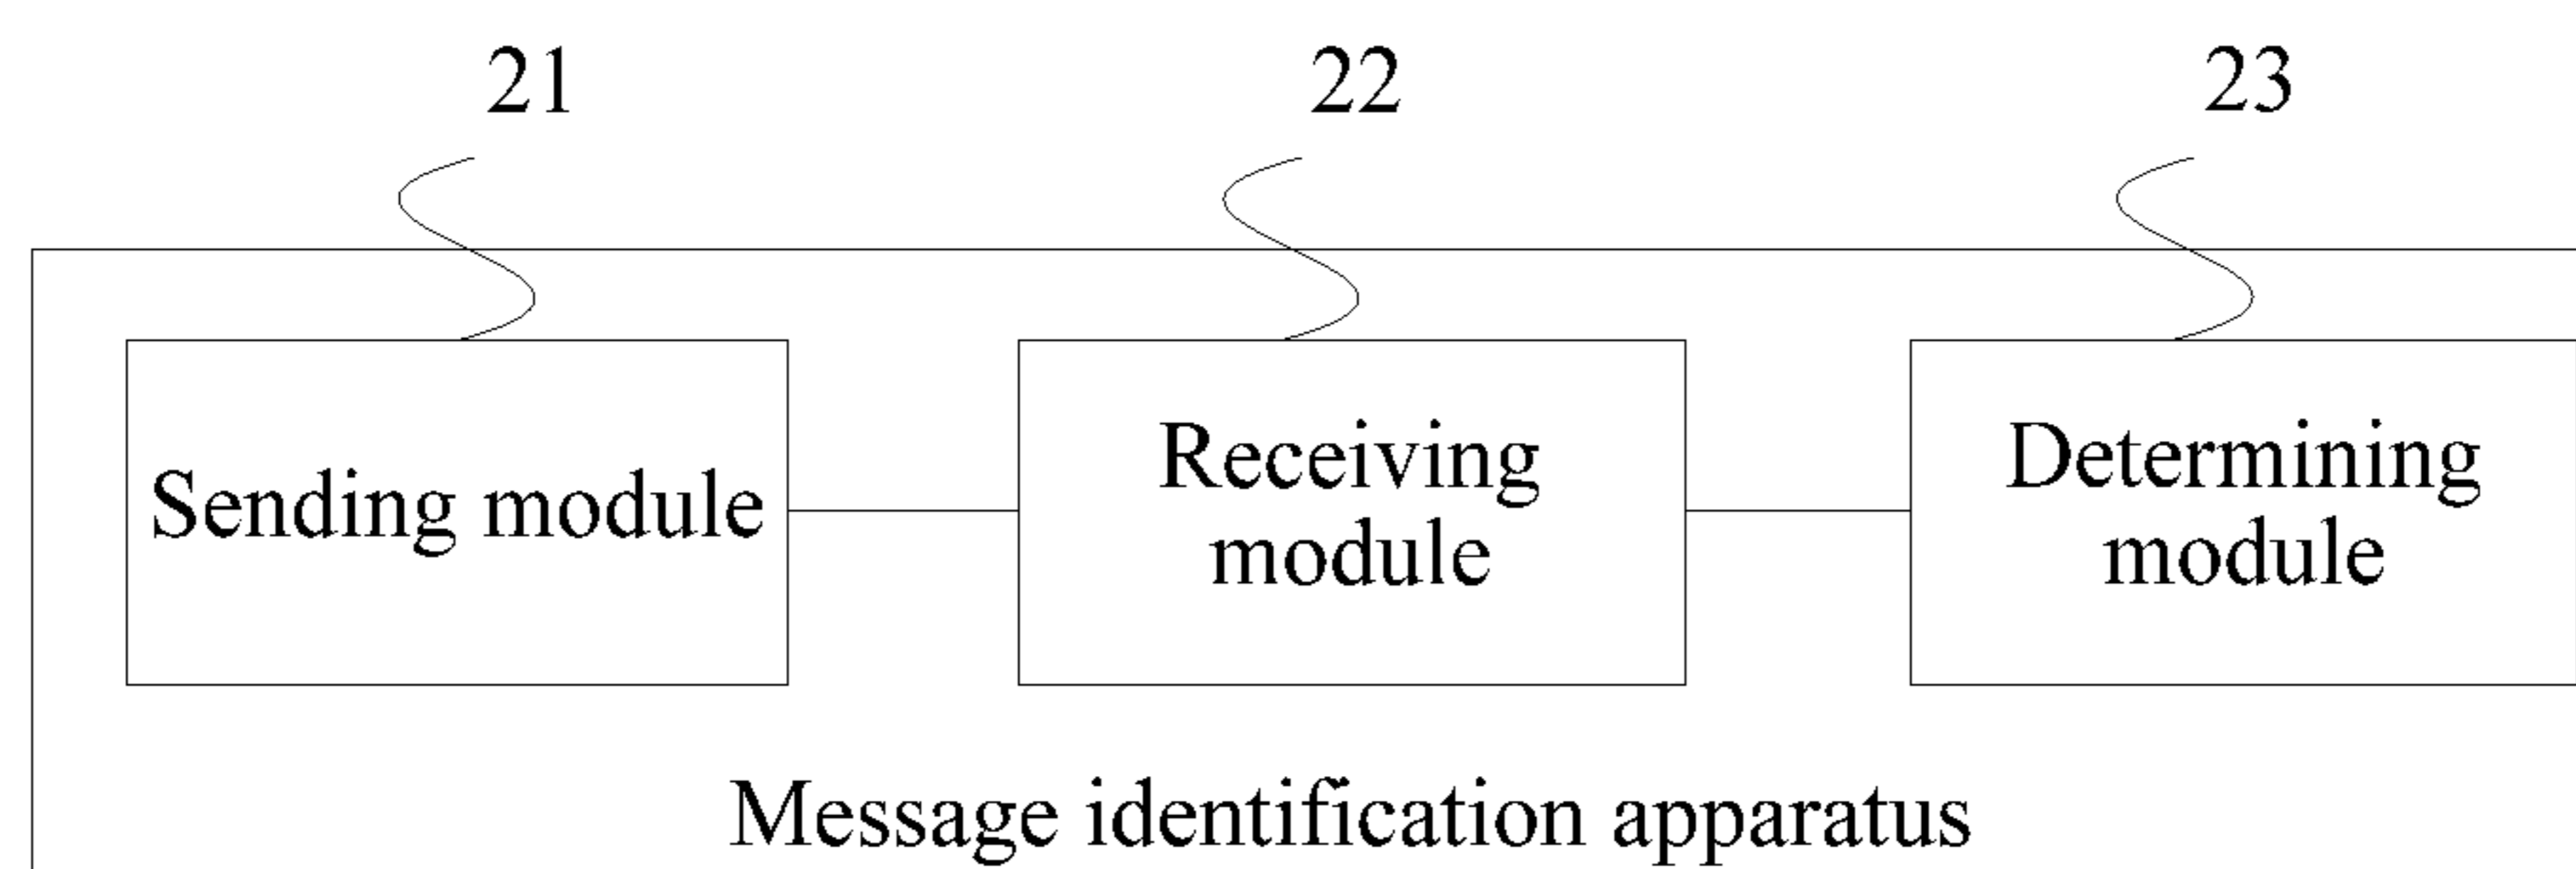 21
22
23
Sending module
Receiving
module
Determining
module
Message identification apparatus